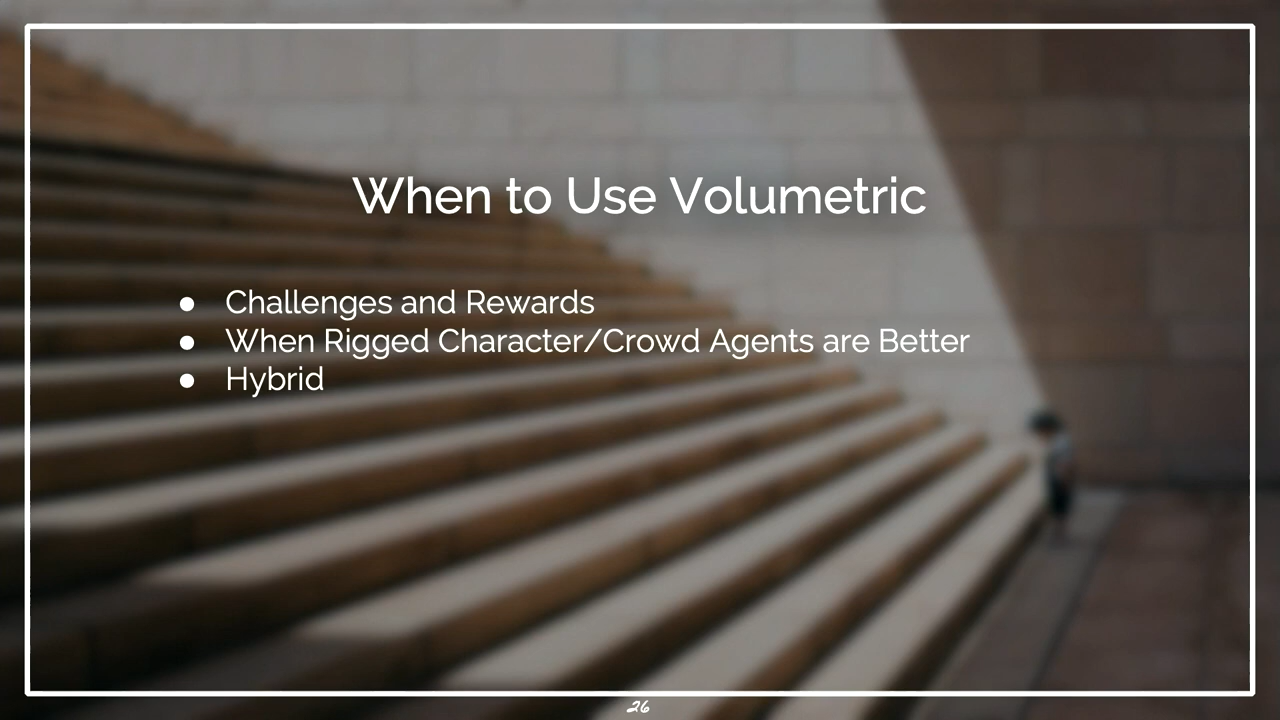 When to Use Volumetric
● Challenges and Rewards
● When Rigged Character/Crowd Agents are Better
● Hybrid
26